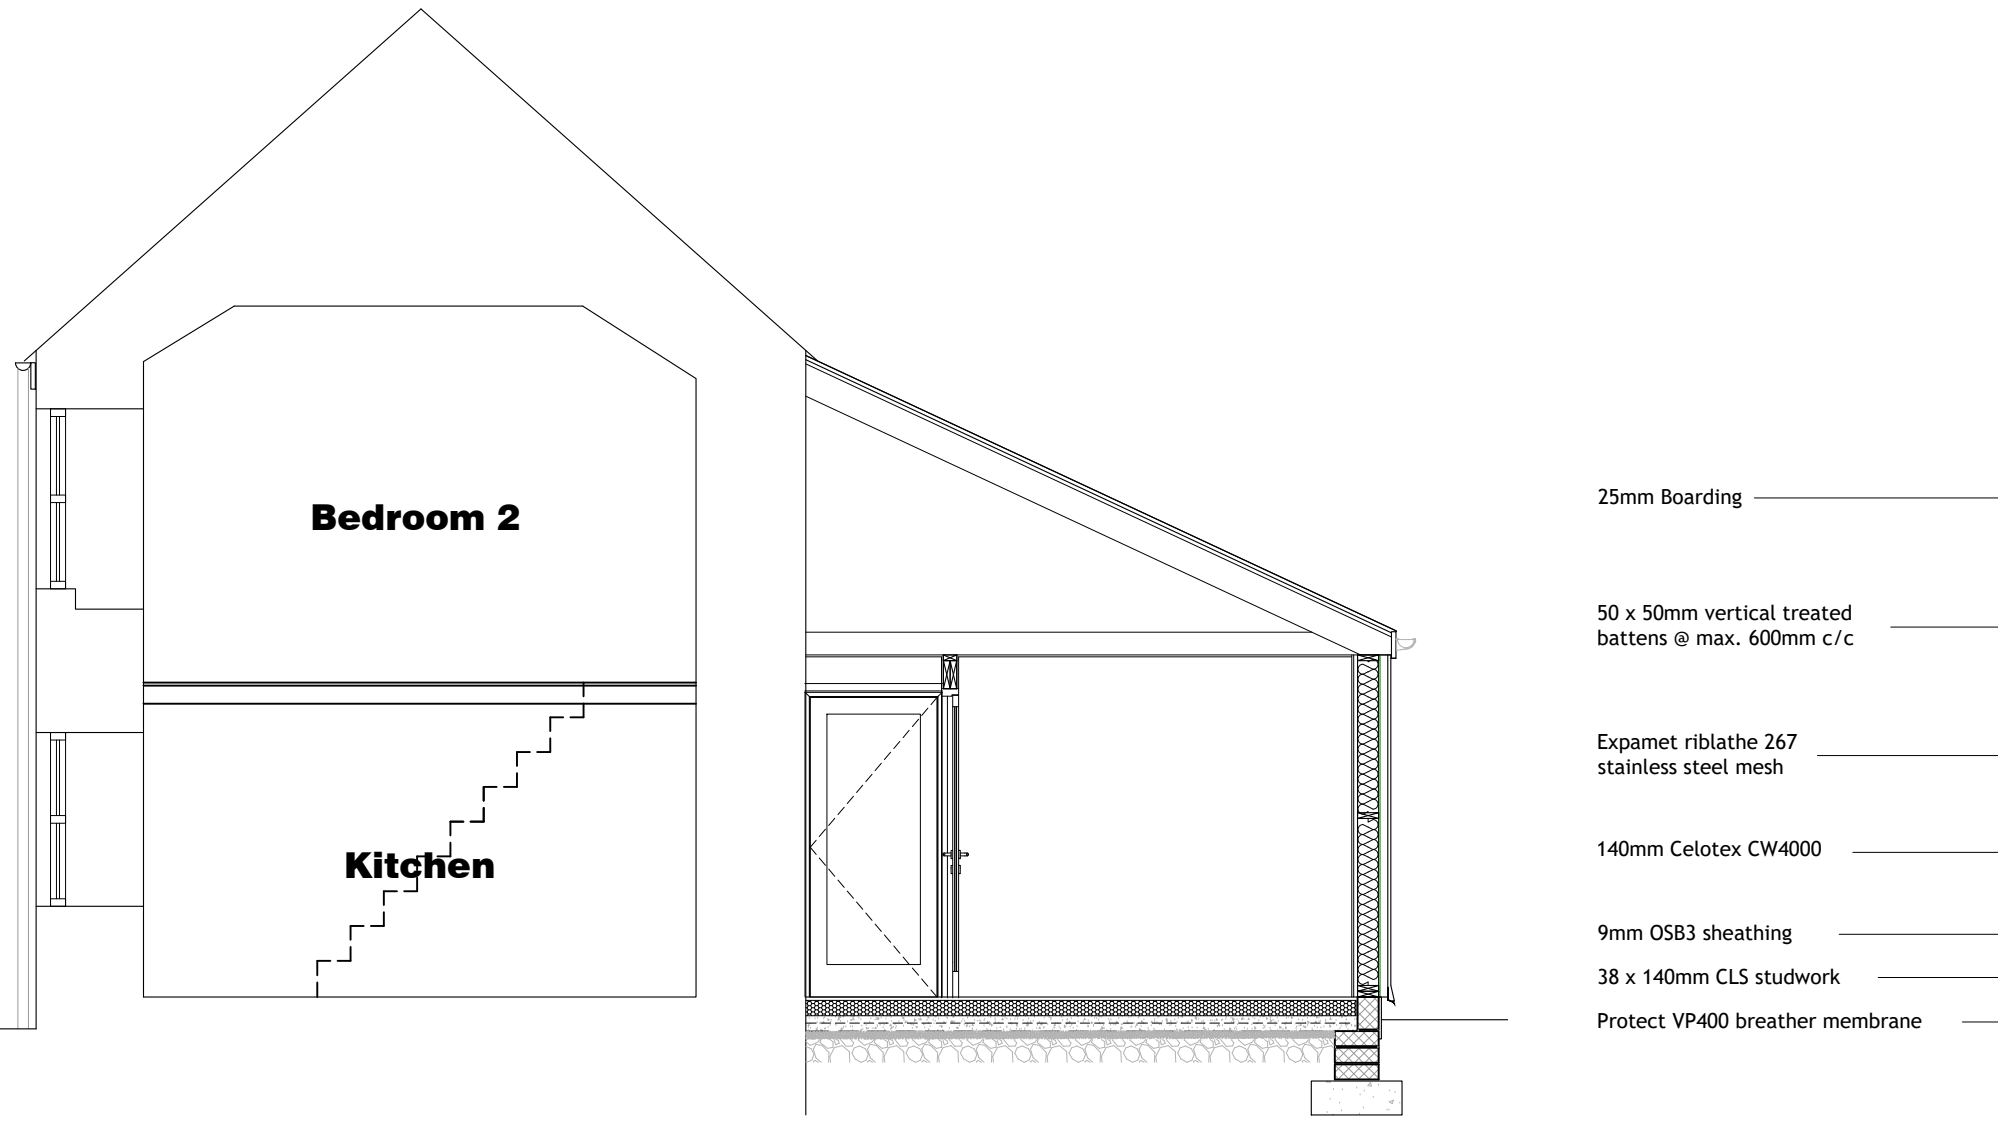 Bedroom 2
Kitchen
25mm Boarding
50 x 50mm vertical treated
battens @ max. 600mm c/c
Expamet riblathe 267
stainless steel mesh
140mm Celotex CW4000
9mm OSB3 sheathing
38 x 140mm CLS studwork
Protect VP400 breather membrane